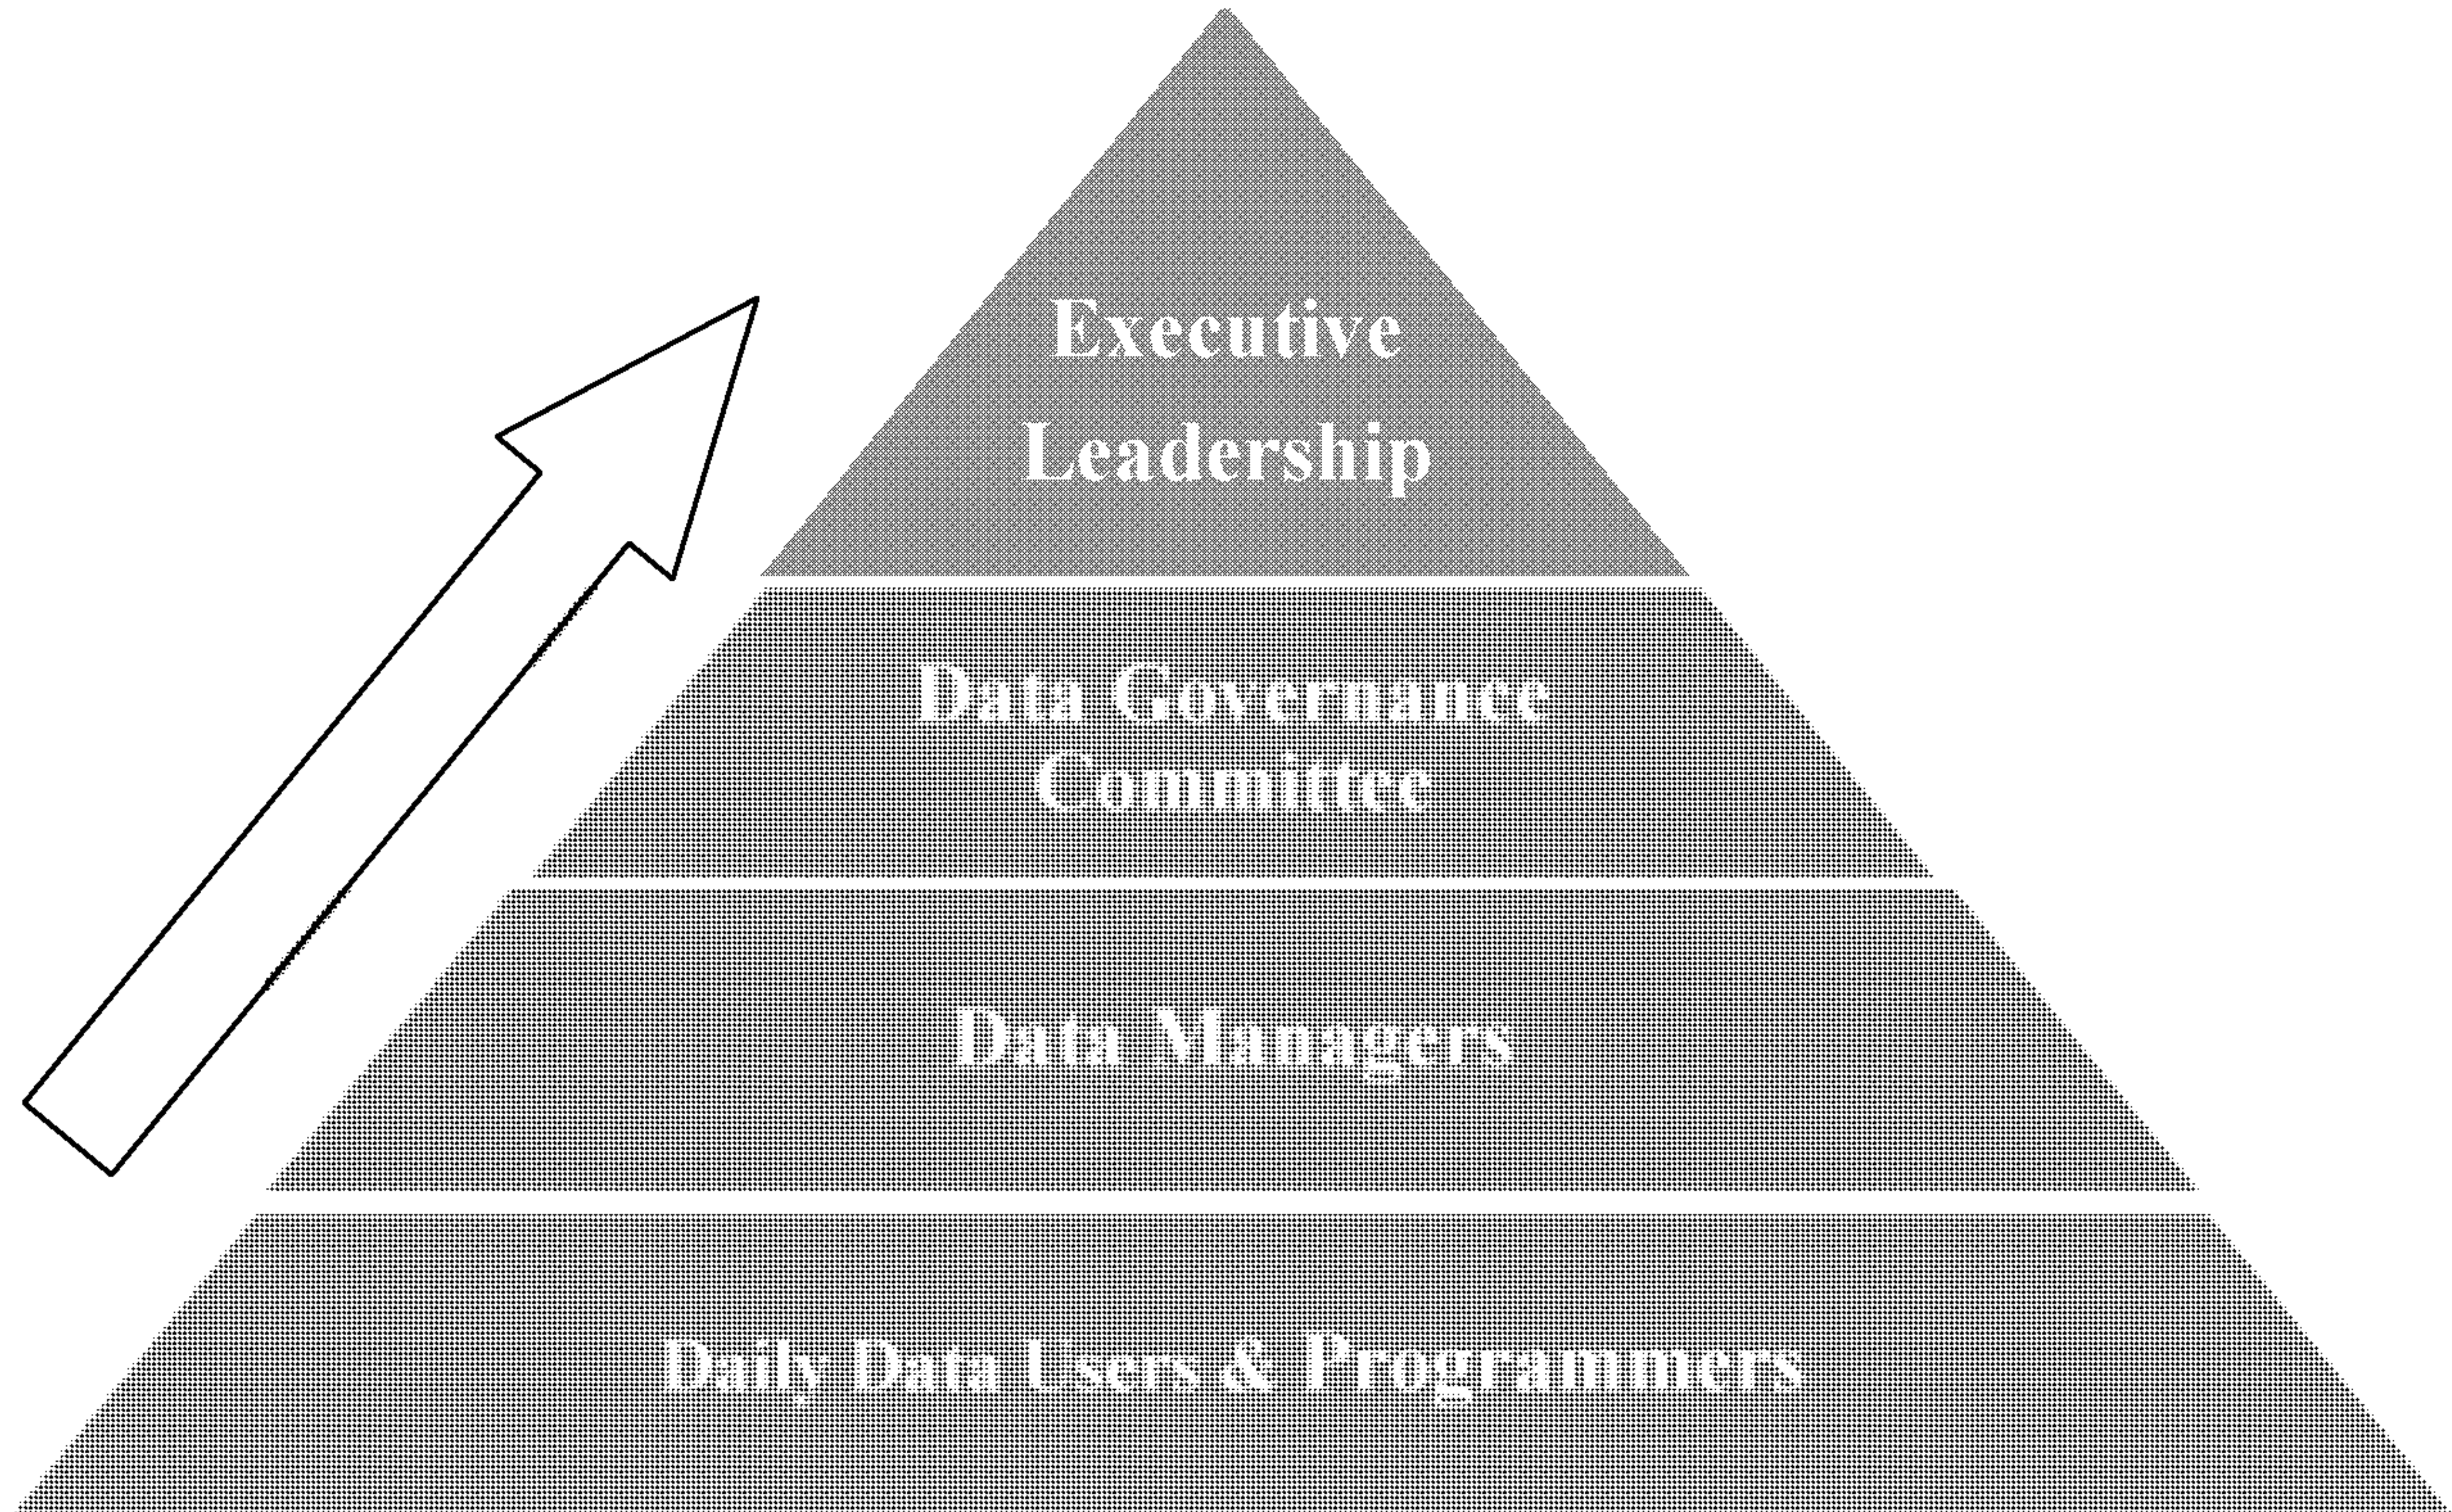 Executive
Leadership
Data Governance
Committee
Data Managers
Daily Data Users & Programmers